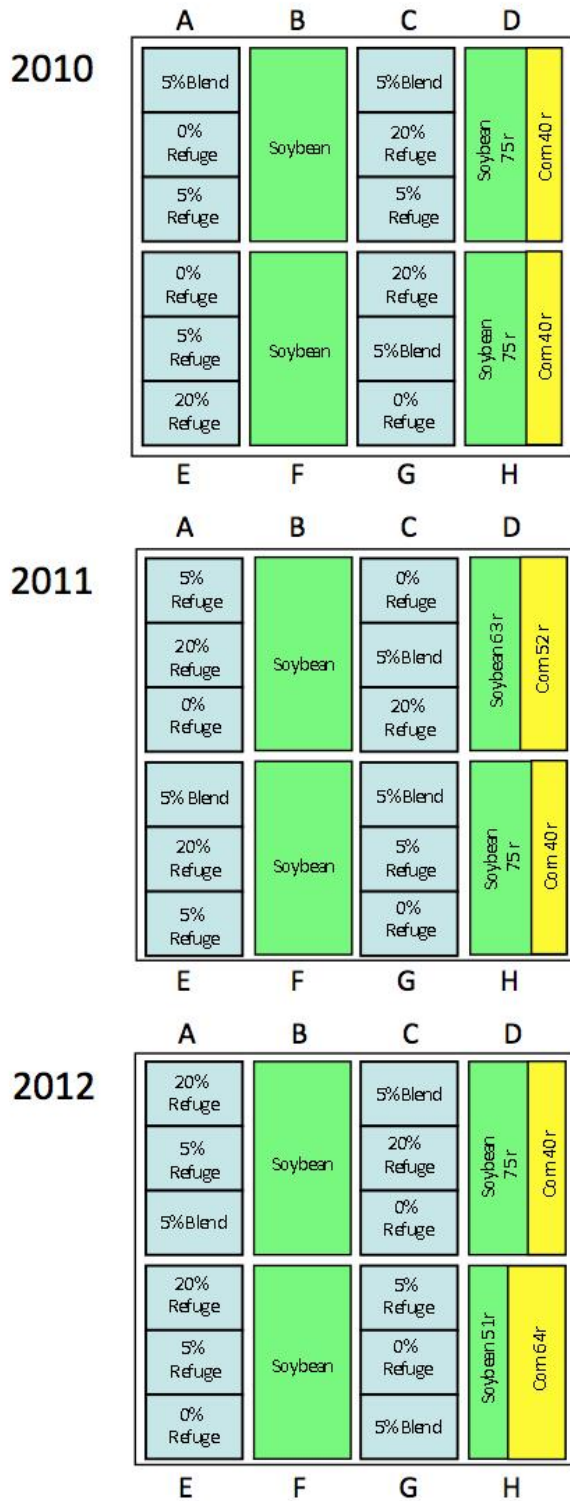 A B C D
2010
5%Blend
0%
Refuge
5%
Refuge
Soybean
5%Blend
20%
Refuge
5%
Refuge
Soybean
75 r
Corn 40 r
0%
Refuge
5%
Refuge
20%
Refuge
Soybean
20%
Refuge
5%Blend
0%
Refuge
Soybean
75 r
Corn 40 r
E F G H
A B C D
2011
5%
Refuge
20%
Refuge
0%
Refuge
Soybean
0%
Refuge
5%Blend
20%
Refuge
Soybean 63 r
Corn 52 r
5% Blend
20%
Refuge
5%
Refuge
Soybean
5%Blend
5%
Refuge
0%
Refuge
Soybean
75 r
Corn 40 r
E F G H
A B C D
2012
20%
Refuge
5%
Refuge
5%Blend
Soybean
5%Blend
20%
Refuge
0%
Refuge
Soybean
75 r
Corn 40 r
20%
Refuge
5%
Refuge
0%
Refuge
Soybean
5%
Refuge
0%
Refuge
5%Blend
Soybean 51 r
Corn 64 r
E F G H